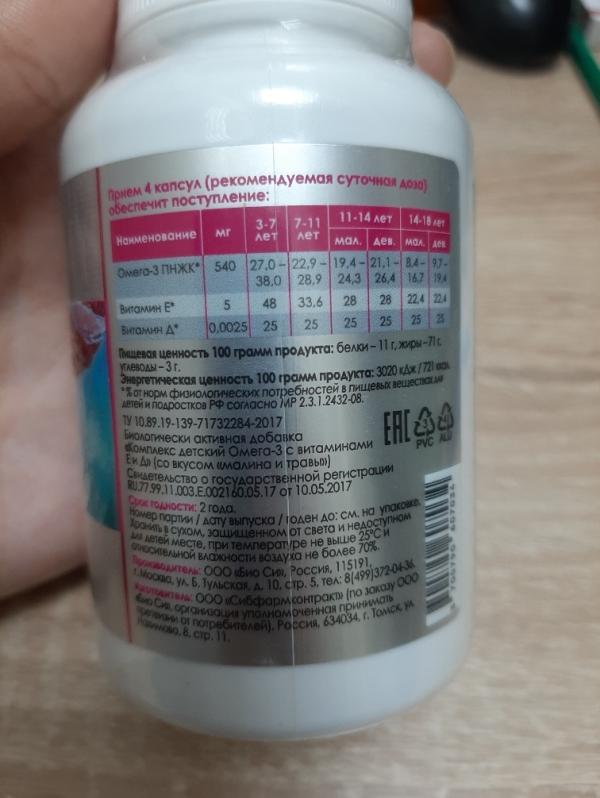 Прием 4 капсул (рекомендуемая суточная доза)
обеспечит поступление:
Наименование мг 3-7 лет 7-11 лет 11-14 лет 14-18 лет
мал. дев. мал. дев
Омега-3 ПНЖК* 540 27,0 – 38,0 22,9 – 28,9 19,4 – 24,3 21,1 – 26,4 8,4 – 16,7 9,7 – 19,4
Витамин Е* 5 48 33,6 28 28 22,4 22,4
Витамин Д* 0,0025 25 25 25 25 25 25
Пищевая ценность 100 грамм продукта: белки – 11 г, жиры – 71 г.
углеводы – 3 г.
Энергетическая ценность 100 грамм продукта: 3020 кДж / 721 ккал.
*% от норм физиологических потребностей в пищевых веществах для
детей и подростков РФ согласно МР 2.3.1.2432-08.
ТУ 10.89.19-139-71732284-2017
Биологически активная добавка
«Комплекс детский Омега-3 с витаминами
Е и Д» (со вкусом «малина и травы»)
Свидетельство о государственной регистрации
RU.77.99.11.003.E.002160.05.17 от 10.05.2017
EAC
3
PVC
ALU
Срок годности: 2 года.
Номер партии / дату выпуска / годен до: см. на упаковке.
Хранить в сухом, защищенном от света и недоступном
для детей месте, при температуре не выше 25°С и
относительной влажности воздуха не более 70%.
Производитель: ООО «Био Си», Россия, 115191,
г. Москва, ул. Б. Тульская, д. 10, стр. 5, тел: 8(499)372-04-36.
Изготовитель: ООО «Сибфармконтракт» (по заказу ООО
«Био Си», организация уполномоченная принимать
претензии от потребителей), Россия, 634034, г. Томск, ул.
Нахимова, 8, стр. 11.